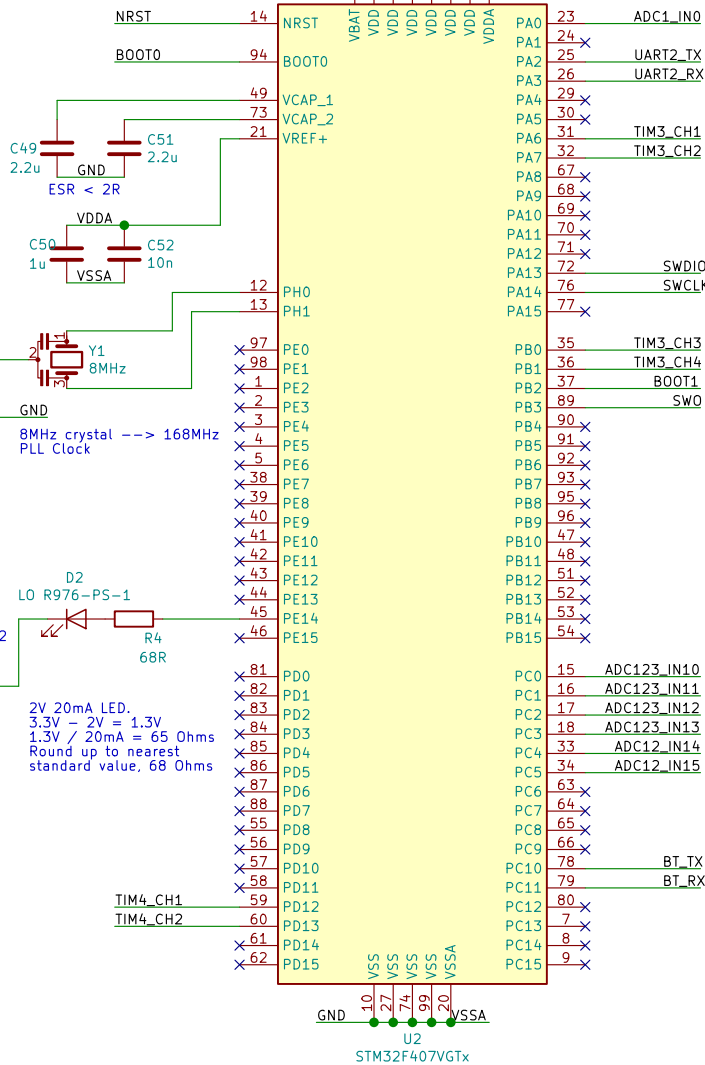 NRST 14 NRST
BOOT0 94 BOOT0
49 VCAP_1
73 VCAP_2
21 VREF+
C49 2.2u
C51 2.2u
GND
ESR < 2R
VDDA
C50 1u
C52 10n
VSSA
12 PH0
13 PH1
1
2
3
Y1
8MHz
GND
8MHz crystal --> 168MHz
PLL Clock
97 PE0
98 PE1
1 PE2
2 PE3
3 PE4
4 PE5
5 PE6
38 PE7
39 PE8
40 PE9
41 PE10
42 PE11
43 PE12
44 PE13
45 PE14
46 PE15
D2
LO R976-PS-1
R4
68R
2
81 PD0
82 PD1
83 PD2
84 PD3
85 PD4
86 PD5
87 PD6
88 PD7
55 PD8
56 PD9
57 PD10
58 PD11
TIM4_CH1 59 PD12
TIM4_CH2 60 PD13
61 PD14
62 PD15
2V 20mA LED.
3.3V - 2V = 1.3V
1.3V / 20mA = 65 Ohms
Round up to nearest
standard value, 68 Ohms
VBAT
VDD
VDD
VDD
VDD
VDD
VDD
VDDA
PA0 23 ADC1_IN0
PA1 24
PA2 25 UART2_TX
PA3 26 UART2_RX
PA4 29
PA5 30
PA6 31 TIM3_CH1
PA7 32 TIM3_CH2
PA8 67
PA9 68
PA10 69
PA11 70
PA12 71
PA13 72 SWDIO
PA14 76 SWCLK
PA15 77
PB0 35 TIM3_CH3
PB1 36 TIM3_CH4
PB2 37 BOOT1
PB3 89 SWO
PB4 90
PB5 91
PB6 92
PB7 93
PB8 95
PB9 96
PB10 47
PB11 48
PB12 51
PB13 52
PB14 53
PB15 54
PC0 15 ADC123_IN10
PC1 16 ADC123_IN11
PC2 17 ADC123_IN12
PC3 18 ADC123_IN13
PC4 33 ADC12_IN14
PC5 34 ADC12_IN15
PC6 63
PC7 64
PC8 65
PC9 66
PC10 78 BT_TX
PC11 79 BT_RX
PC12 80
PC13 7
PC14 8
PC15 9
VSS 10
VSS 27
VSS 74
VSS 99
VSSA 20
GND
VSSA
U2
STM32F407VGTx